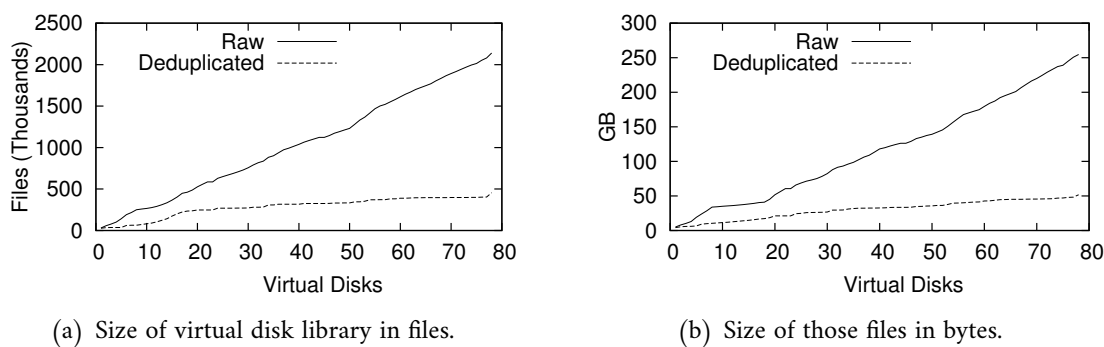 2500
2000
1500
1000
500
0
Files (Thousands)
Raw
Deduplicated
0 10 20 30 40 50 60 70 80
Virtual Disks
(a) Size of virtual disk library in files.
300
250
200
150
100
50
0
GB
Raw
Deduplicated
0 10 20 30 40 50 60 70 80
Virtual Disks
(b) Size of those files in bytes.